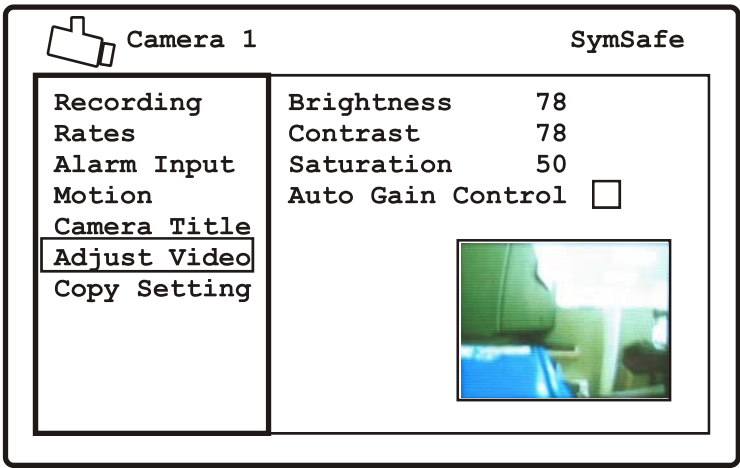 Camera 1 SymSafe
Recording
Rates
Alarm Input
Motion
Camera Title
Adjust Video
Copy Setting
Brightness 78
Contrast 78
Saturation 50
Auto Gain Control